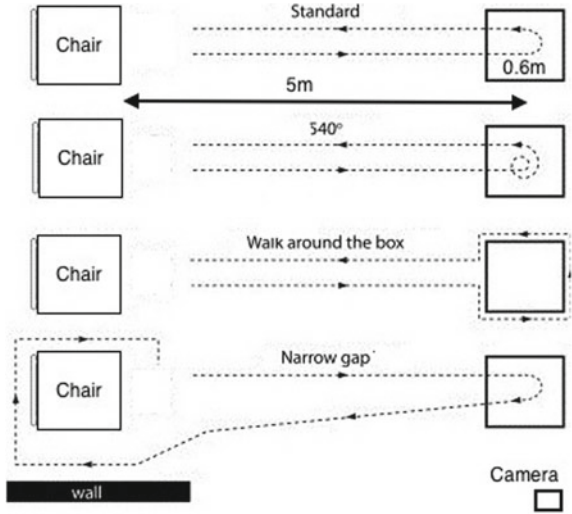 Standard
Chair
0.6m
5m
540°
Chair
Walk around the box
Chair
Narrow gap
Chair
Camera
wall